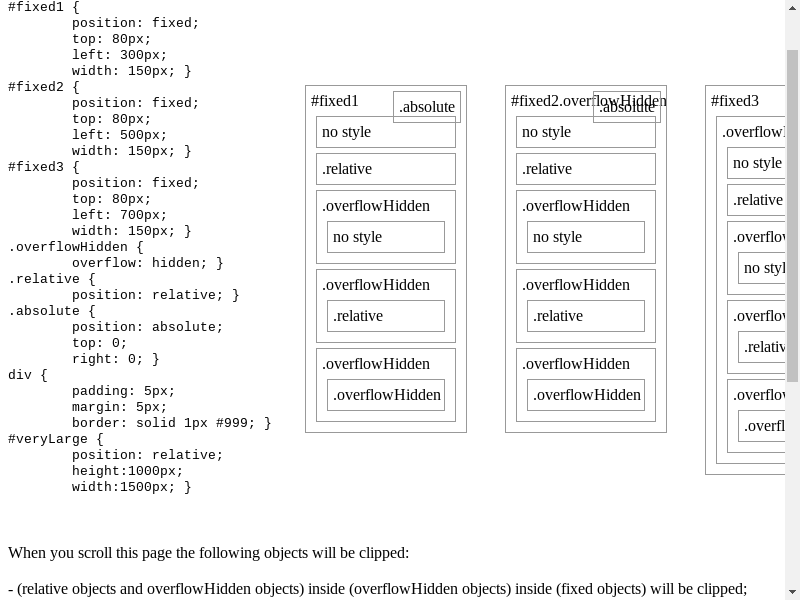 #fixed1 {
position: fixed;
top: 80px;
left: 300px;
width: 150px; }
#fixed2 {
position: fixed;
top: 80px;
left: 500px;
width: 150px; }
#fixed3 {
position: fixed;
top: 80px;
left: 700px;
width: 150px; }
.overflowHidden {
overflow: hidden; }
.relative {
position: relative; }
.absolute {
position: absolute;
top: 0;
right: 0; }
div {
padding: 5px;
margin: 5px;
border: solid 1px #999; }
#veryLarge {
position: relative;
height:1000px;
width:1500px; }
#fixed1
.absolute
no style
.relative
.overflowHidden
no style
.overflowHidden
.relative
.overflowHidden
.overflowHidden
#fixed2.overflowHidden
.absolute
no style
.relative
.overflowHidden
no style
.overflowHidden
.relative
.overflowHidden
.overflowHidden
#fixed3
.overflowl
no style
.relative
.overflov
no styl
.overflov
.relativ
.overflov
.overfl
When you scroll this page the following objects will be clipped:
- (relative objects and overflowHidden objects) inside (overflowHidden objects) inside (fixed objects) will be clipped;